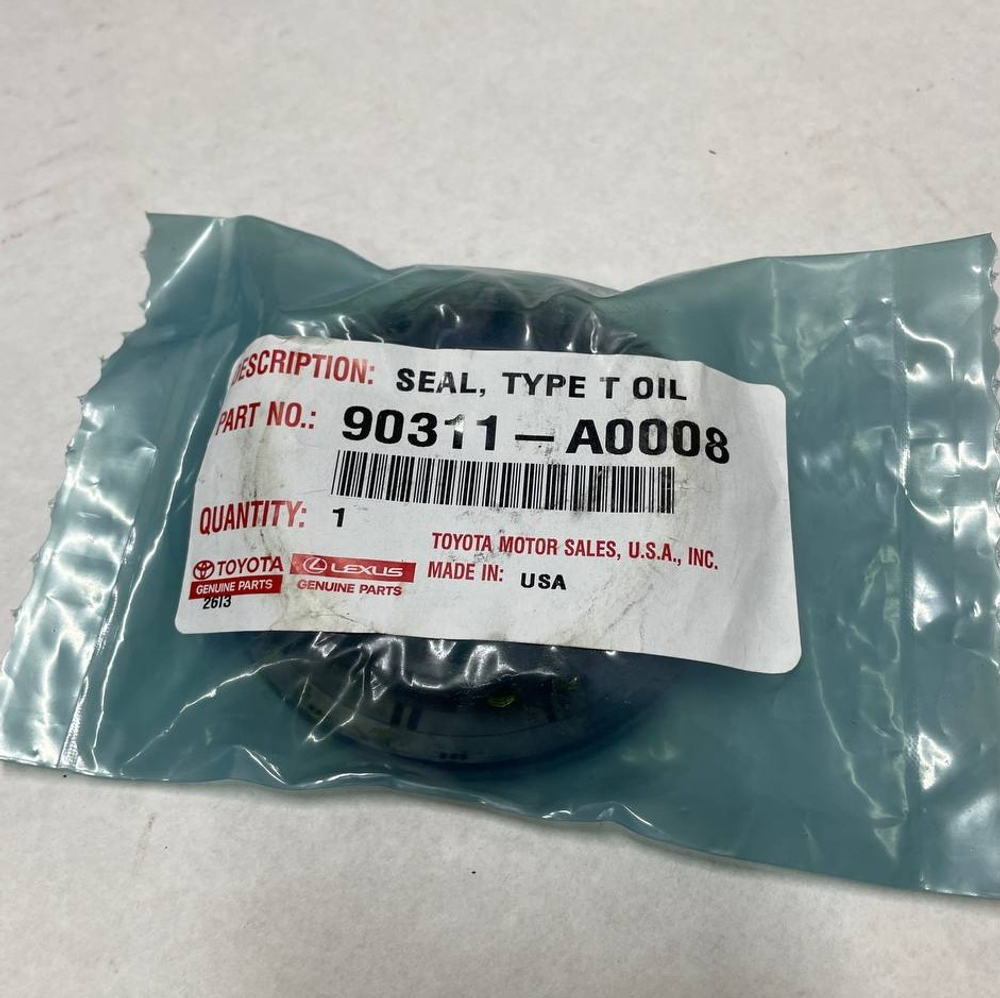 DESCRIPTION: SEAL, TYPE T OIL
PART NO.: 90311-A0008
QUANTITY: 1
TOYOTA MOTOR SALES, U.S.A., INC.
TOYOTA LEXUS MADE IN: USA
GENUINE PARTS GENUINE PARTS
2613